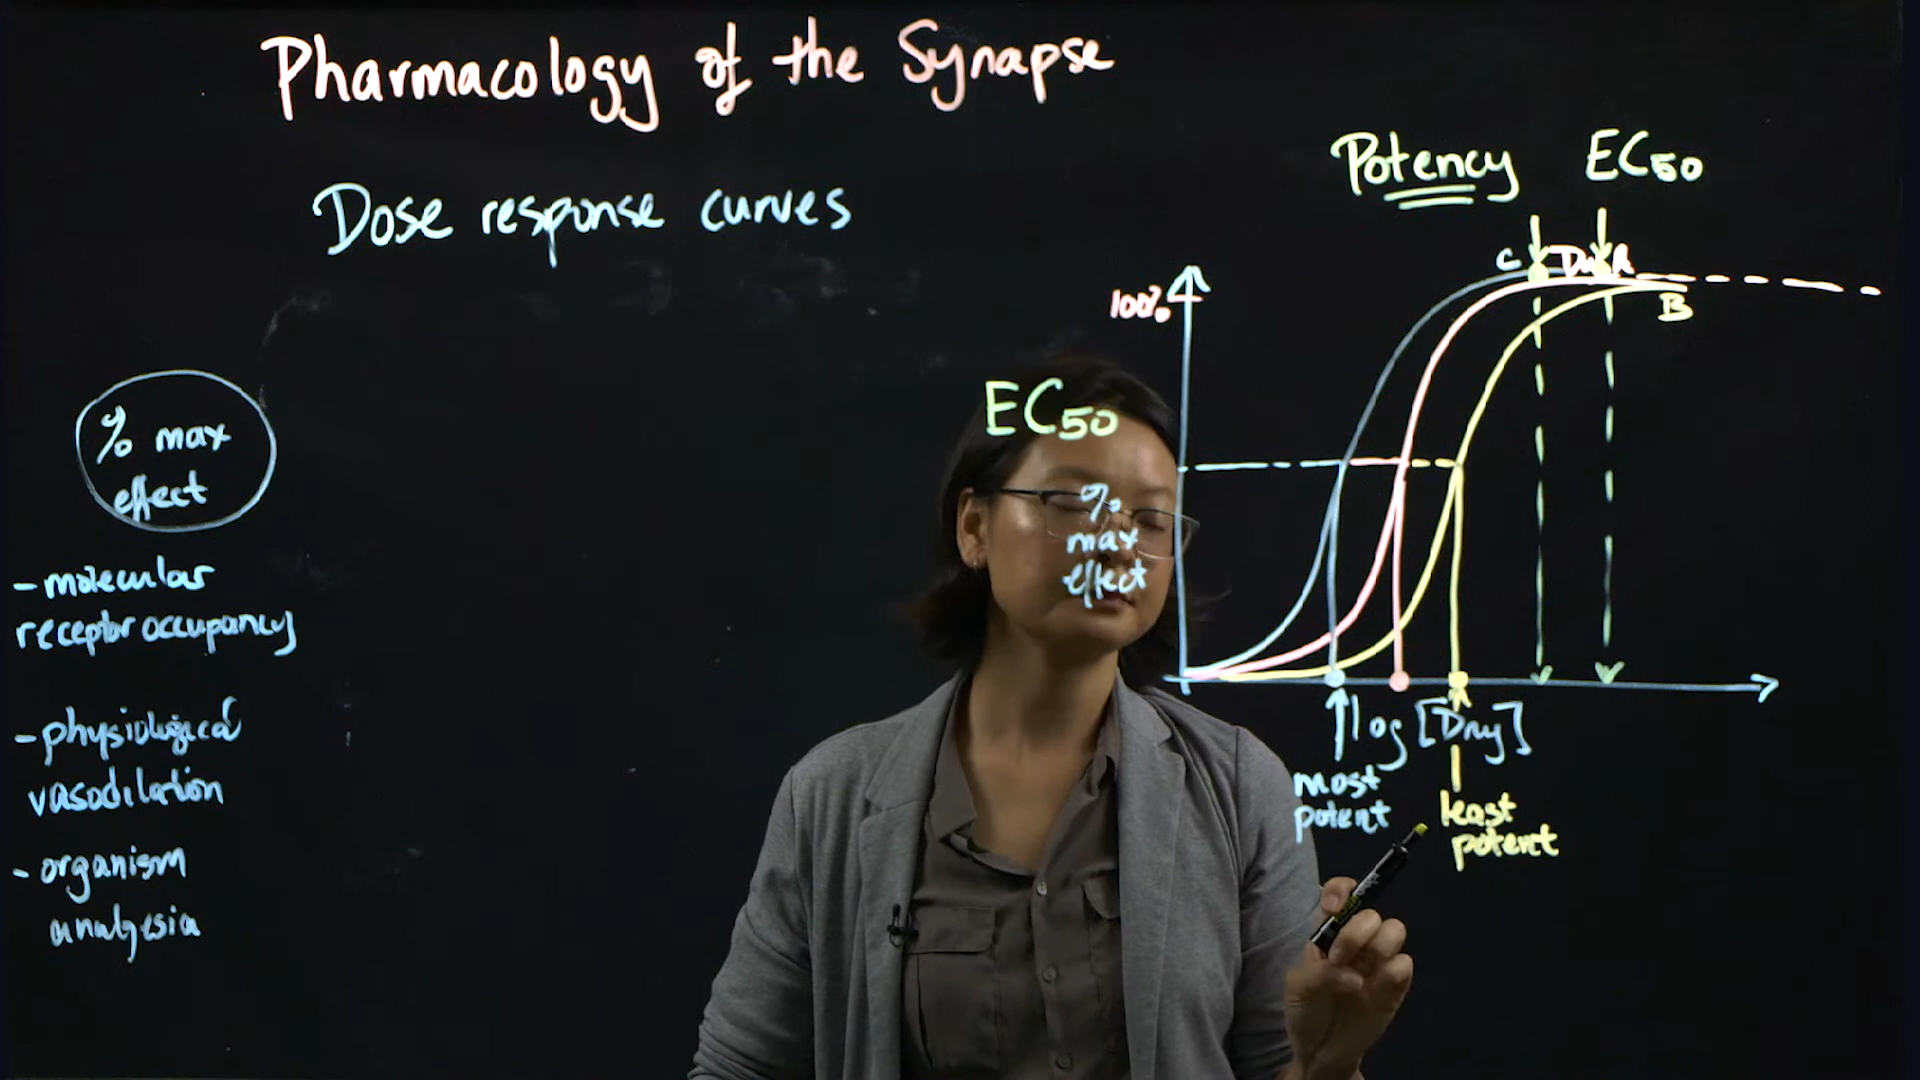 Pharmacology of the Synapse
Dose response curves
% max
effect
- molecular
receptor occupancy
- physiological
vasodilation
- organism
analgesia
Potency EC50
C
A
B
100%
EC50
%
max
effect
log [Drug]
most
potent
least
potent